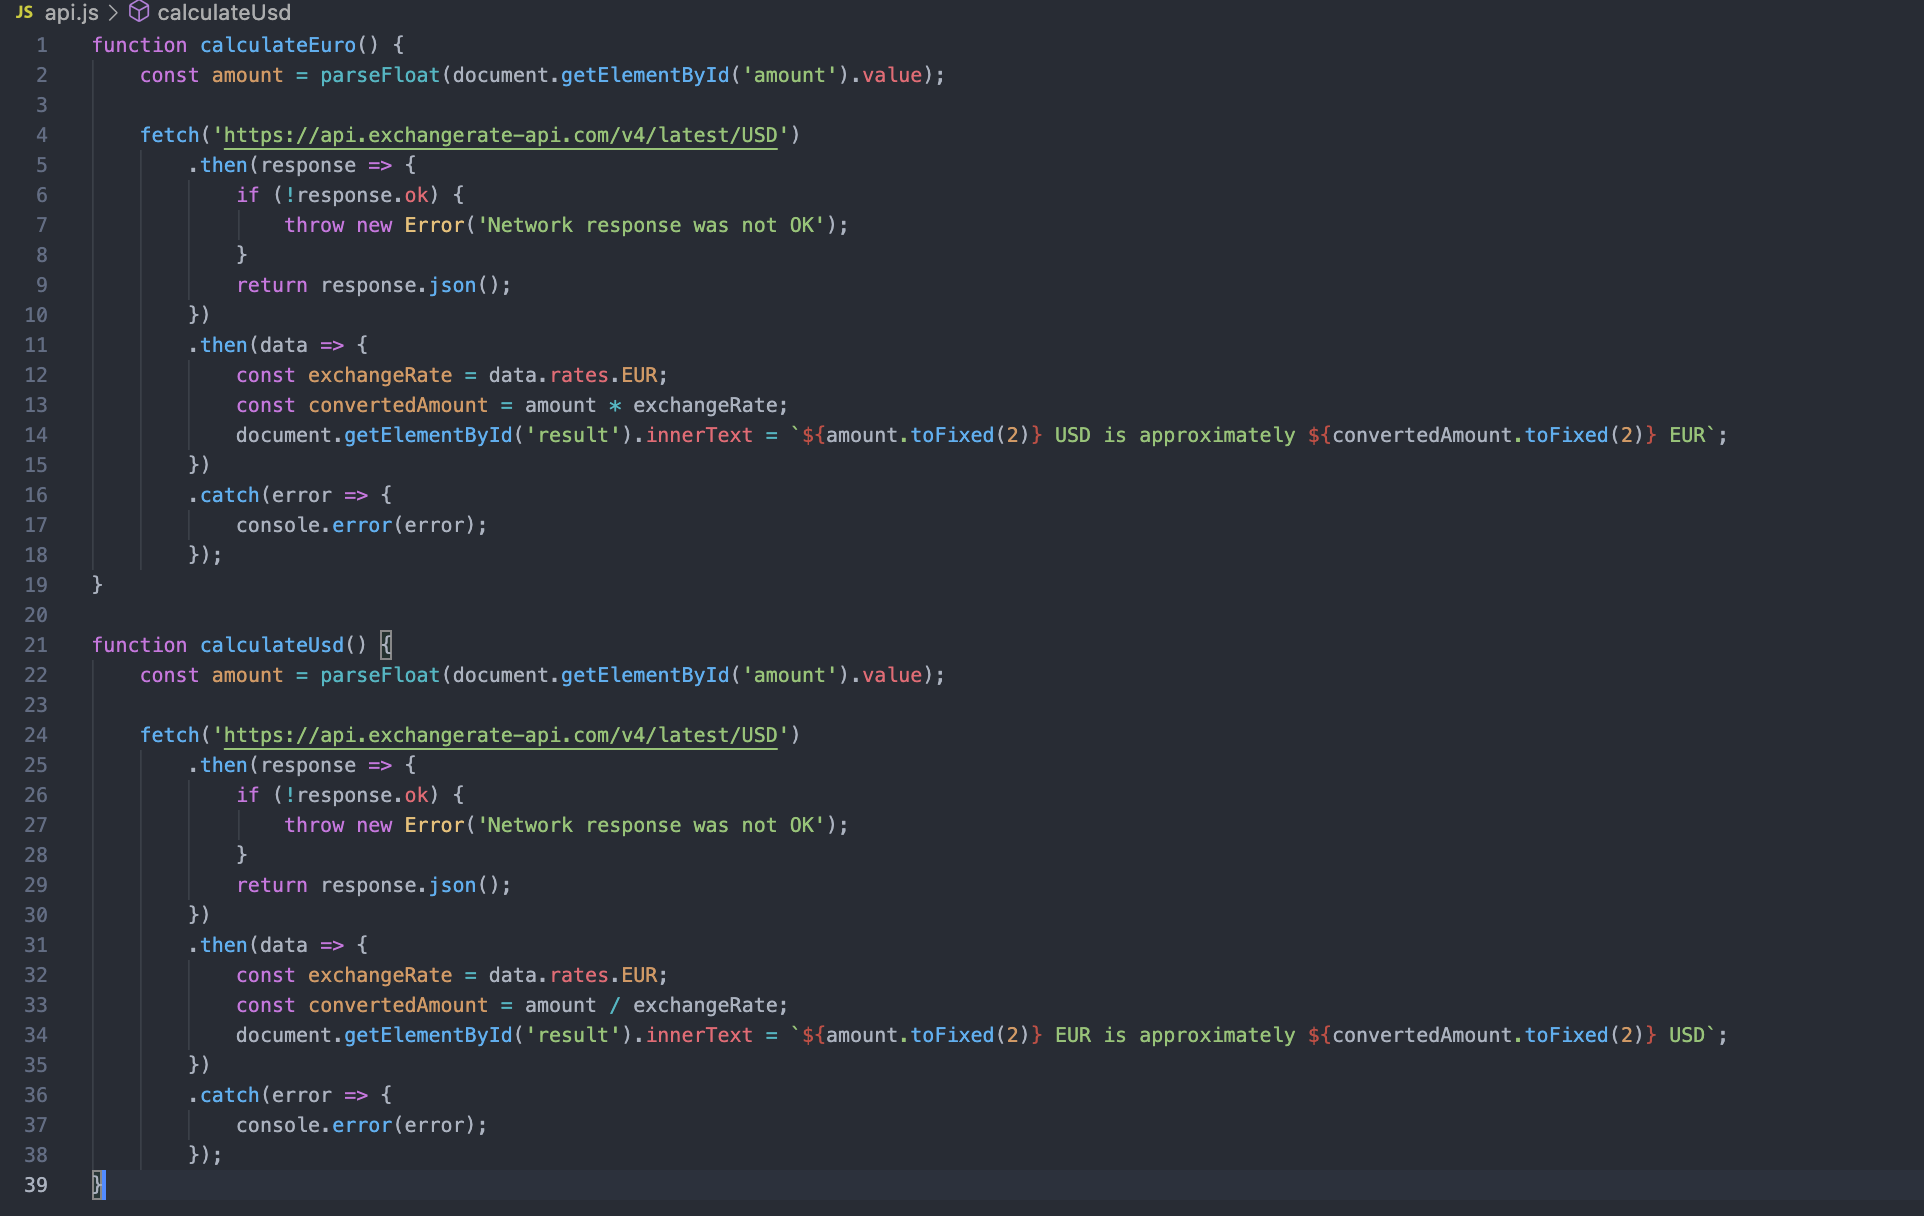 JS api.js > calculateUsd
1 function calculateEuro() {
2     const amount = parseFloat(document.getElementById('amount').value);
3
4     fetch('https://api.exchangerate-api.com/v4/latest/USD')
5         .then(response => {
6             if (!response.ok) {
7                 throw new Error('Network response was not OK');
8             }
9             return response.json();
10         })
11         .then(data => {
12             const exchangeRate = data.rates.EUR;
13             const convertedAmount = amount * exchangeRate;
14             document.getElementById('result').innerText = `${amount.toFixed(2)} USD is approximately ${convertedAmount.toFixed(2)} EUR`;
15         })
16         .catch(error => {
17             console.error(error);
18         });
19 }
20
21 function calculateUsd() {
22     const amount = parseFloat(document.getElementById('amount').value);
23
24     fetch('https://api.exchangerate-api.com/v4/latest/USD')
25         .then(response => {
26             if (!response.ok) {
27                 throw new Error('Network response was not OK');
28             }
29             return response.json();
30         })
31         .then(data => {
32             const exchangeRate = data.rates.EUR;
33             const convertedAmount = amount / exchangeRate;
34             document.getElementById('result').innerText = `${amount.toFixed(2)} EUR is approximately ${convertedAmount.toFixed(2)} USD`;
35         })
36         .catch(error => {
37             console.error(error);
38         });
39 }